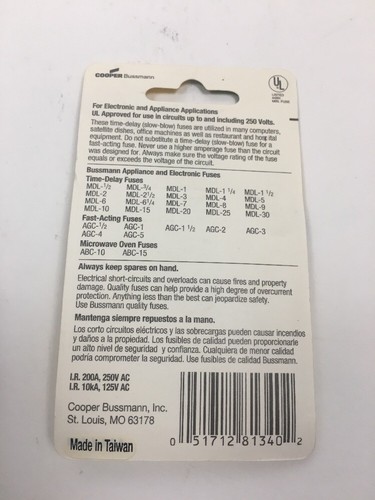 COOPER Bussmann
UL
LISTED
For Electronic and Appliance Applications
UL Approved for use in circuits up to and including 250 Volts.
These time-delay (slow-blow) fuses are utilized in many computers,
satellite dishes, office machines as well as restaurant and hospital
equipment. Do not substitute a time-delay (slow-blow) fuse for a
fast-acting fuse. Never use a higher amperage fuse than the circuit
was designed for. Always make sure the voltage rating of the fuse
equals or exceeds the voltage of the circuit.
Bussmann Appliance and Electronic Fuses
Time-Delay Fuses
MDL-1/2 MDL-3/4 MDL-1 MDL-1 1/4 MDL-1 1/2
MDL-2 MDL-2 1/2 MDL-3 MDL-4 MDL-5
MDL-6 MDL-6 1/4 MDL-7 MDL-8 MDL-9
MDL-10 MDL-15 MDL-20 MDL-25 MDL-30
Fast-Acting Fuses
AGC-1/2 AGC-1 AGC-1 1/2 AGC-2 AGC-3
AGC-4 AGC-5
Microwave Oven Fuses
ABC-10 ABC-15
Always keep spares on hand.
Electrical short-circuits and overloads can cause fires and property
damage. Quality fuses can help provide a high degree of overcurrent
protection. Anything less than the best can jeopardize safety.
Use Bussmann quality fuses.
Mantenga siempre repuestos a la mano.
Los corto circuitos eléctricos y las sobrecargas pueden causar incendios
y daños a la propiedad. Los fusibles de calidad pueden proporcionarle
un alto nivel de seguridad y confianza. Cualquiera de menor calidad
podría comprometer la seguridad. Use fusibles de calidad Bussmann.
I.R. 200A, 250V AC
I.R. 10kA, 125V AC
Cooper Bussmann, Inc.
St. Louis, MO 63178
Made in Taiwan
0 51712 81340 2